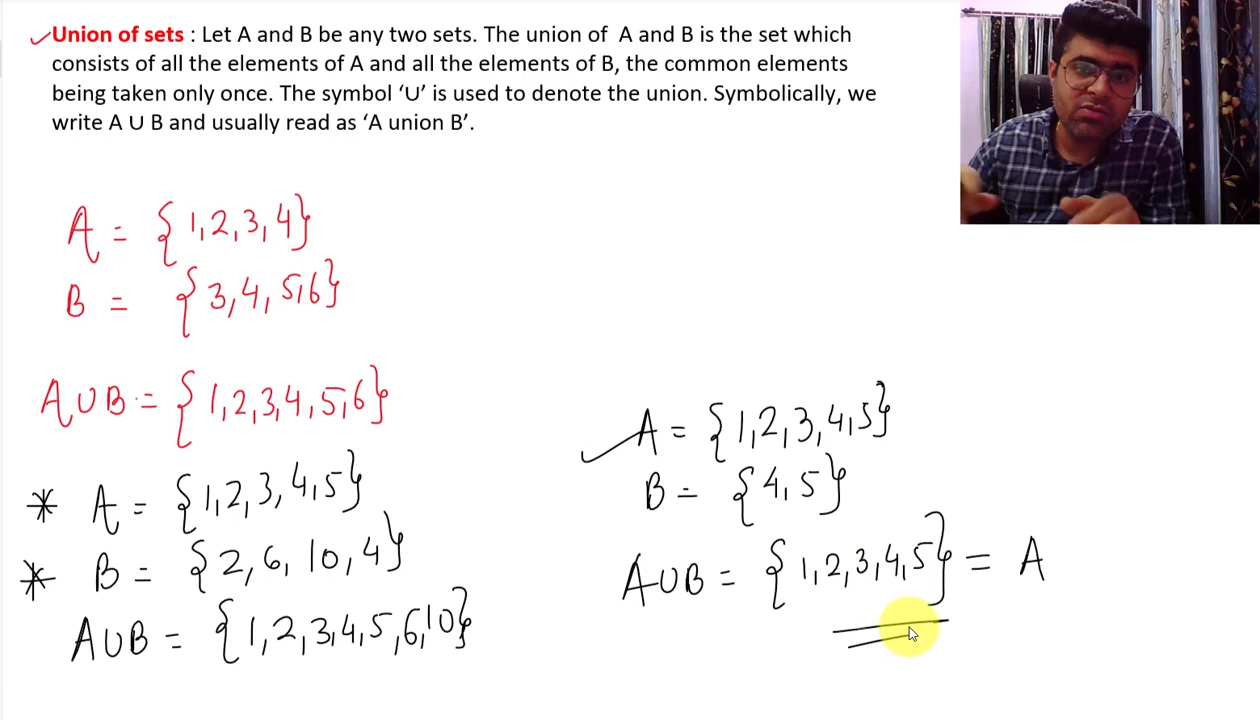 Union of sets : Let A and B be any two sets. The union of A and B is the set which
consists of all the elements of A and all the elements of B, the common elements
being taken only once. The symbol ‘∪’ is used to denote the union. Symbolically, we
write A ∪ B and usually read as ‘A union B’.
A = {1,2,3,4}
B = {3,4,5,6}
A∪B = {1,2,3,4,5,6}
* A = {1,2,3,4,5}
* B = {2,6,10,4}
A∪B = {1,2,3,4,5,6,10}
A = {1,2,3,4,5}
B = {4,5}
A∪B = {1,2,3,4,5} = A